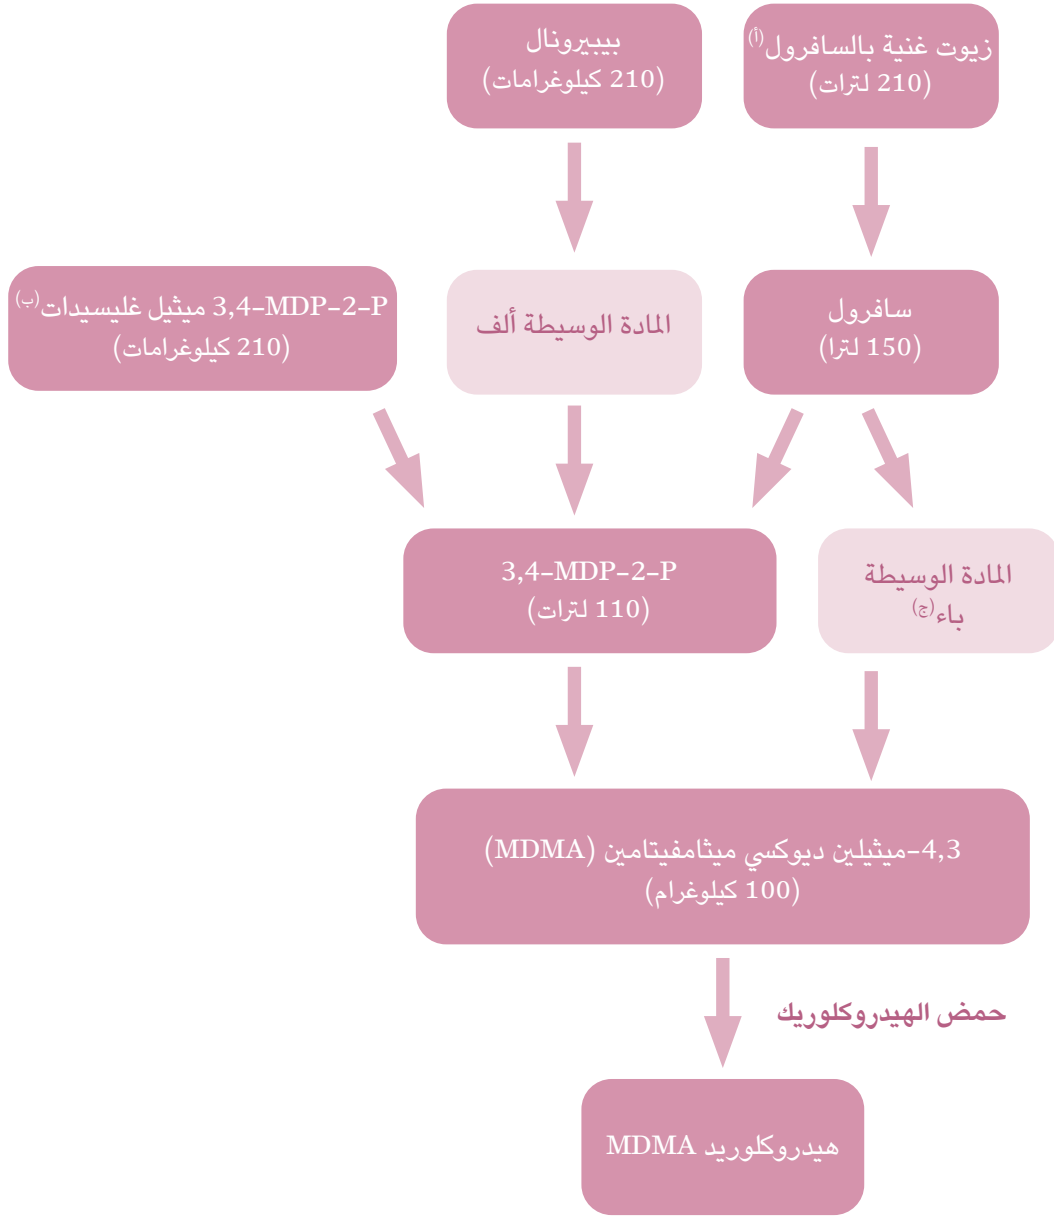 زيوت غنية بالسافرول(أ)
(210 لترات)
بيبيرونال
(210 كيلوغرامات)
سافرول
(150 لترا)
المادة الوسيطة ألف
3,4-MDP-2-P ميثيل غليسيدات(ب)
(210 كيلوغرامات)
المادة الوسيطة
باء(ج)
3,4-MDP-2-P
(110 لترات)
4,3-ميثيلين ديوكسي ميثامفيتامين (MDMA)
(100 كيلوغرام)
حمض الهيدروكلوريك
هيدروكلوريد MDMA